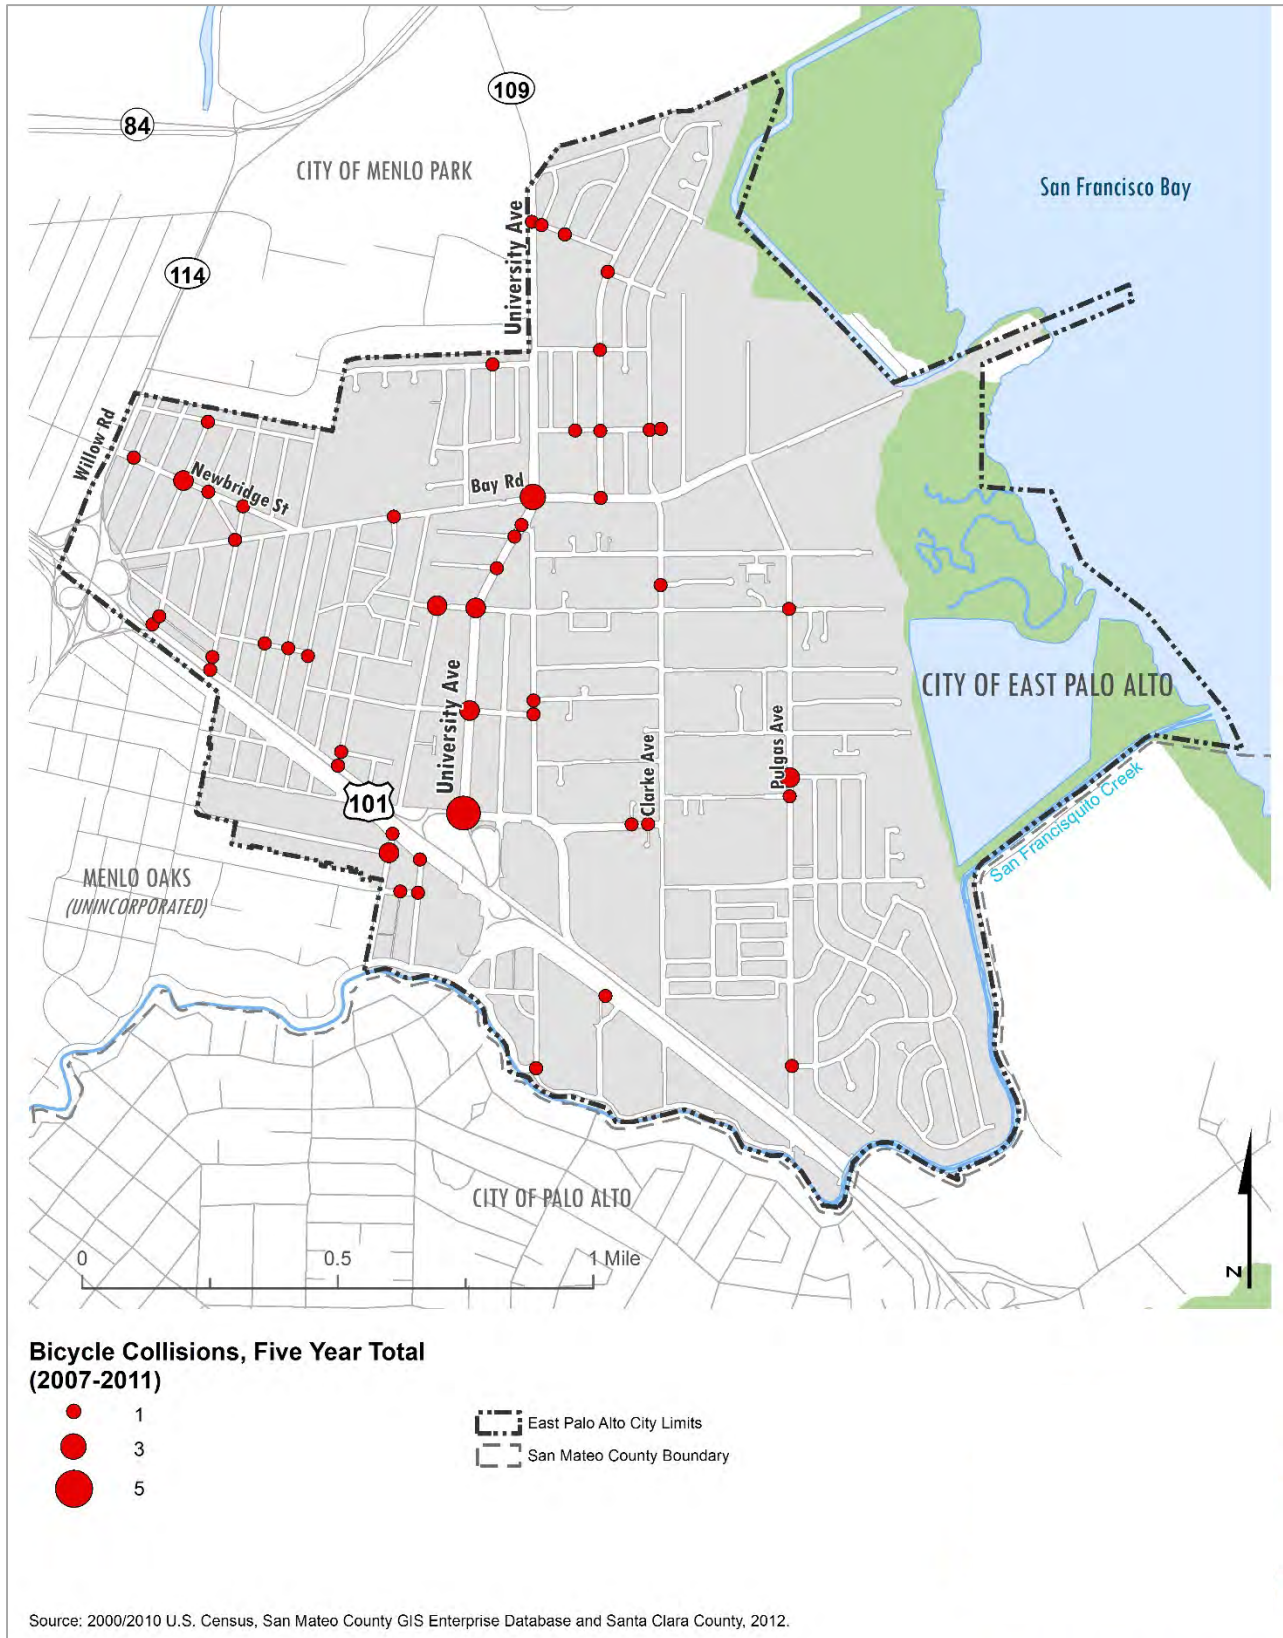 109
84
CITY OF MENLO PARK
San Francisco Bay
University Ave
114
Willow Rd
Newbridge St
Bay Rd
CITY OF EAST PALO ALTO
University Ave
Clarke Ave
Pulgas Ave
101
San Francisquito Creek
MENLO OAKS
(UNINCORPORATED)
CITY OF PALO ALTO
0 0.5 1 Mile
N
Bicycle Collisions, Five Year Total
(2007-2011)
1
3
5
East Palo Alto City Limits
San Mateo County Boundary
Source: 2000/2010 U.S. Census, San Mateo County GIS Enterprise Database and Santa Clara County, 2012.